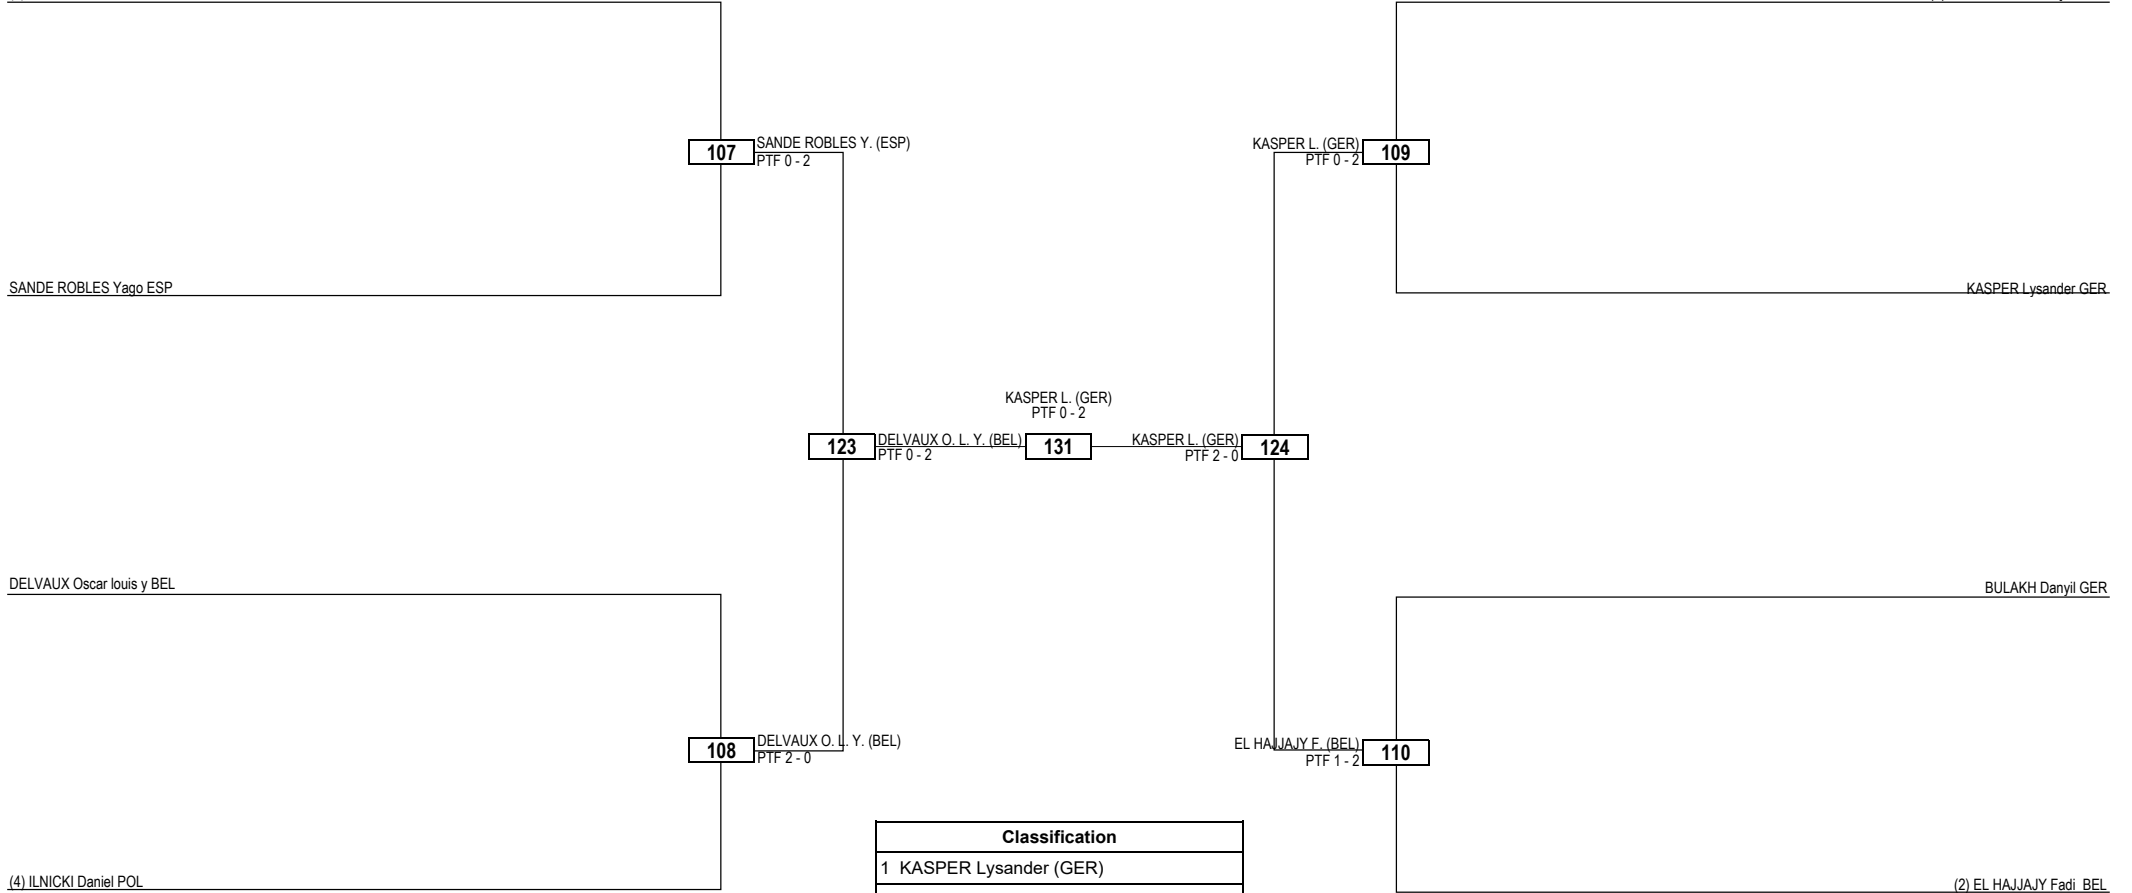 107
SANDE ROBLES Y. (ESP)
PTF 0 - 2
KASPER L. (GER)
PTF 0 - 2
109
SANDE ROBLES Yago ESP
KASPER Lysander GER
KASPER L. (GER)
PTF 0 - 2
123
DELVAUX O. L. Y. (BEL)
PTF 0 - 2
131
KASPER L. (GER)
PTF 2 - 0
124
DELVAUX Oscar louis y BEL
BULAKH Danyil GER
108
DELVAUX O. L. Y. (BEL)
PTF 2 - 0
EL HAJJAJY F. (BEL)
PTF 1 - 2
110
Classification
1 KASPER Lysander (GER)
(4) ILNICKI Daniel POL
(2) EL HAJJAJY Fadi BEL